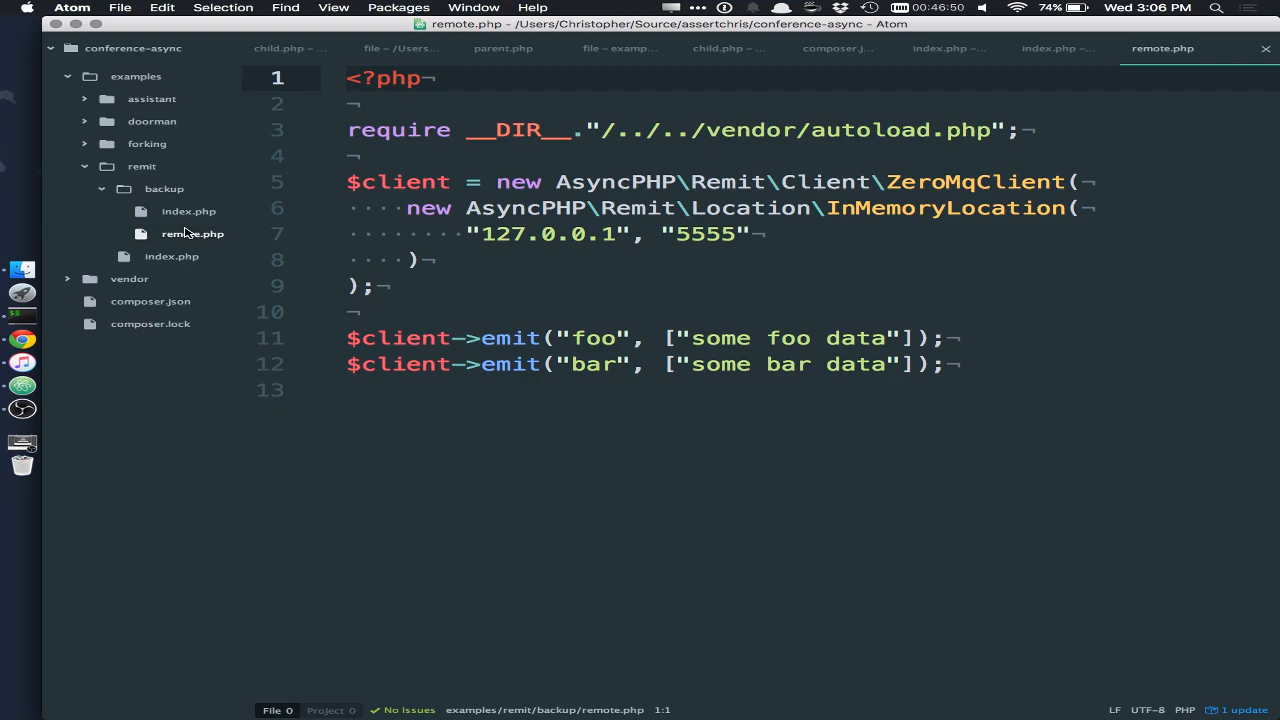 Atom File Edit Selection Find View Packages Window Help 00:46:50 74% Wed 3:06 PM
remote.php - /Users/Christopher/Source/assertchris/conference-async - Atom
conference-async
child.php – ... file – /Users... parent.php file – examp... child.php – ... composer.j... index.php –... index.php –... remote.php
examples
assistant
doorman
forking
remit
backup
index.php
remote.php
index.php
vendor
composer.json
composer.lock
1 <?php¬
2 ¬
3 require __DIR__."/../../vendor/autoload.php";¬
4 ¬
5 $client = new AsyncPHP\Remit\Client\ZeroMqClient(¬
6 ····new AsyncPHP\Remit\Location\InMemoryLocation(¬
7 ········"127.0.0.1", "5555"¬
8 ····)¬
9 );¬
10 ¬
11 $client->emit("foo", ["some foo data"]);¬
12 $client->emit("bar", ["some bar data"]);¬
13
File 0 Project 0 No Issues examples/remit/backup/remote.php 1:1 LF UTF-8 PHP 1 update